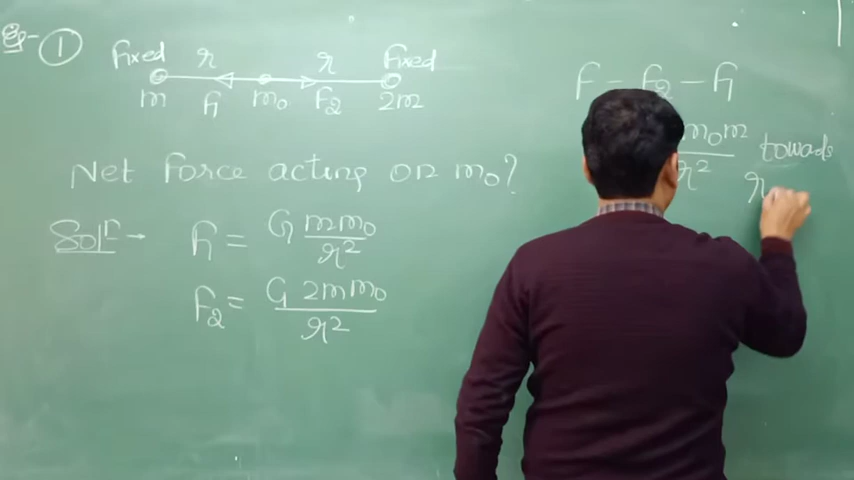 Eg- ①
Fixed r r Fixed
m F₁ m₀ F₂ 2m
Net Force acting on m₀?
Solⁿ- F₁ = G mm₀/r²
F₂ = G 2mm₀/r²
F = F₂ - F₁
m₀m/r² towards
r